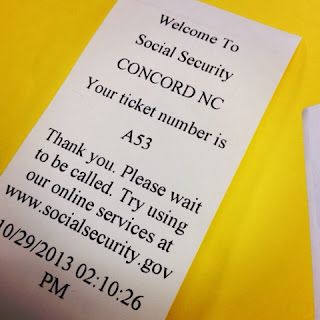 Welcome To
Social Security
CONCORD NC
Your ticket number is
A53
Thank you. Please wait
to be called. Try using
our online services at
www.socialsecurity.gov
10/29/2013 02:10:26
PM